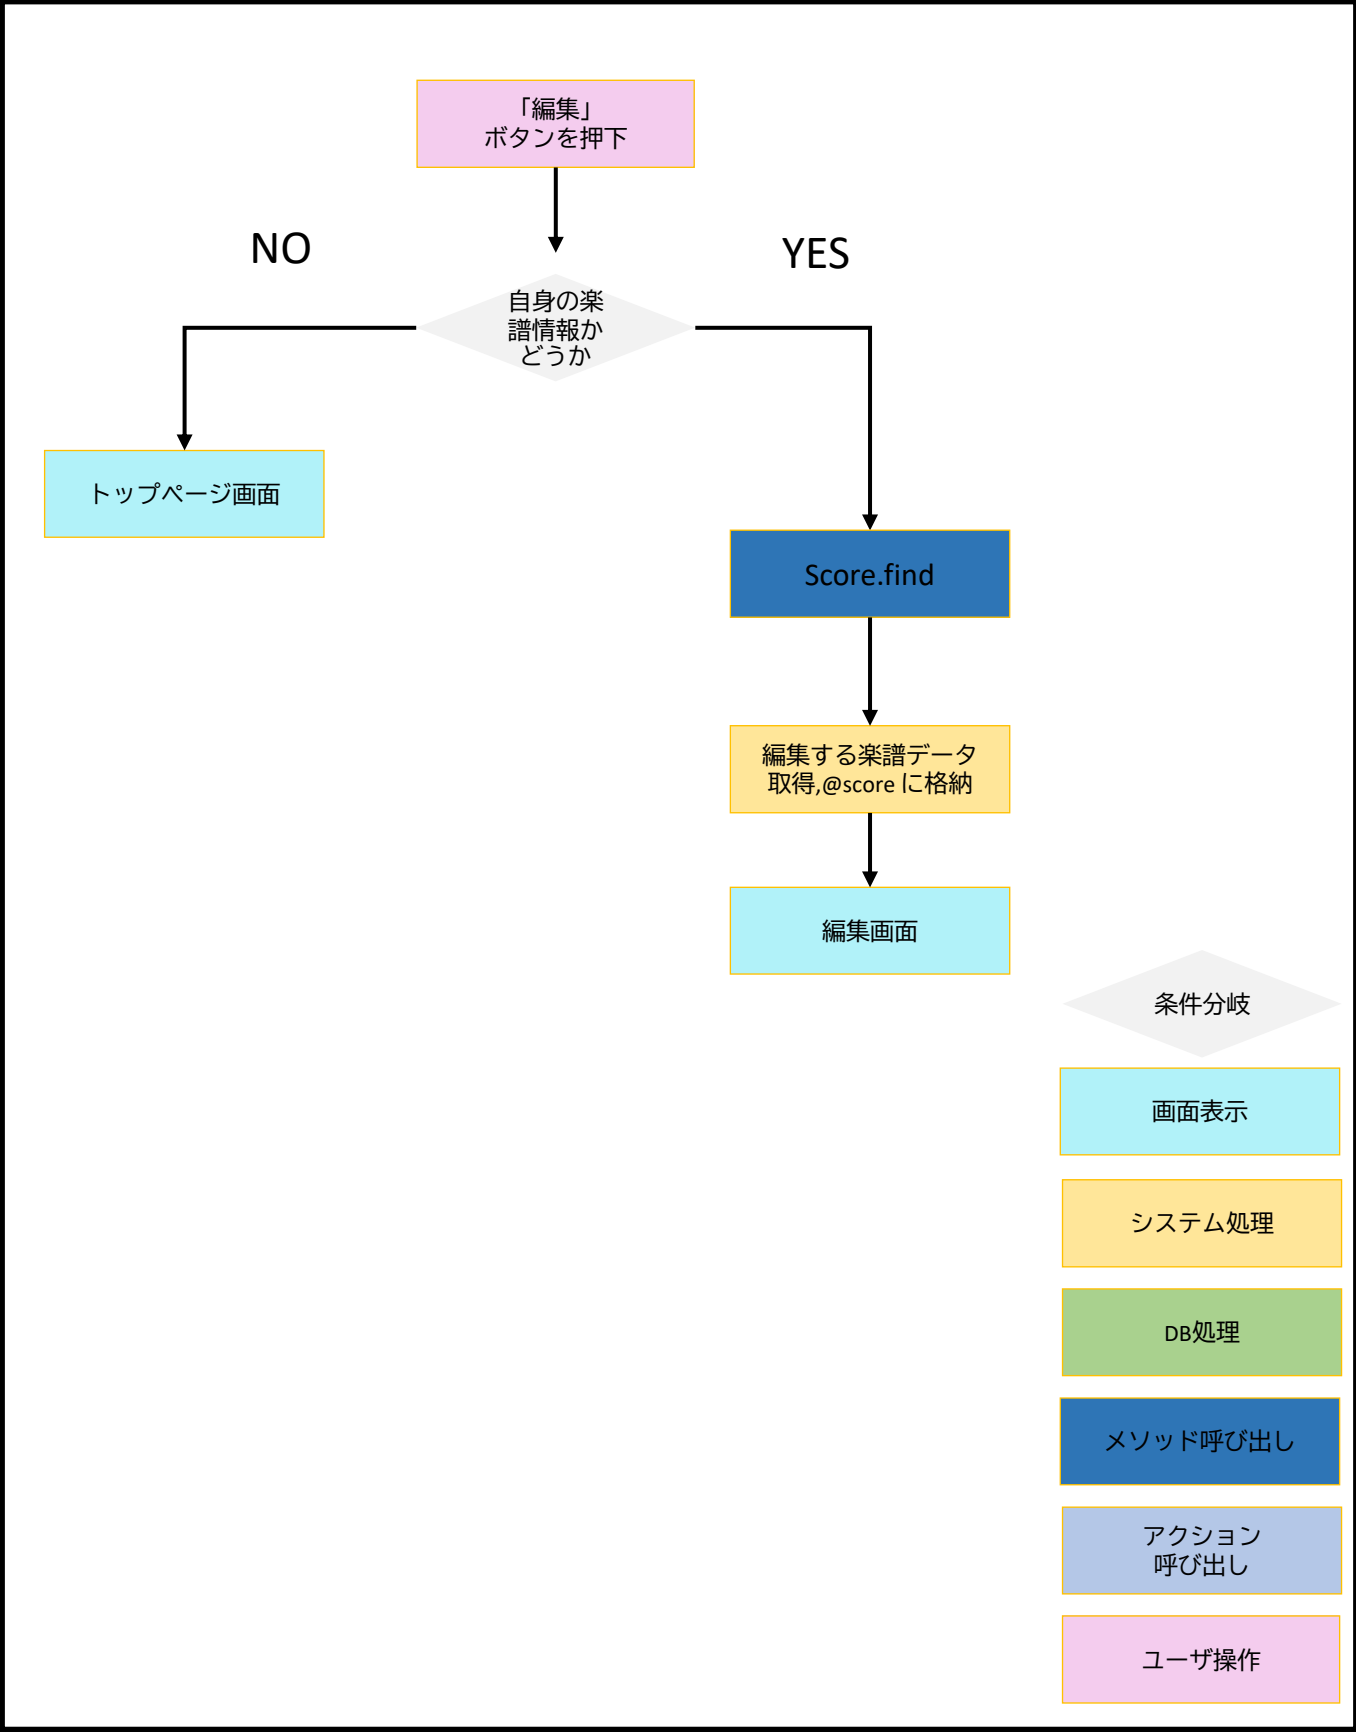 「編集」
ボタンを押下
NO
YES
自身の楽
譜情報か
どうか
トップページ画面
Score.find
編集する楽譜データ
取得,@score に格納
編集画面
条件分岐
画面表示
システム処理
DB処理
メソッド呼び出し
アクション
呼び出し
ユーザ操作